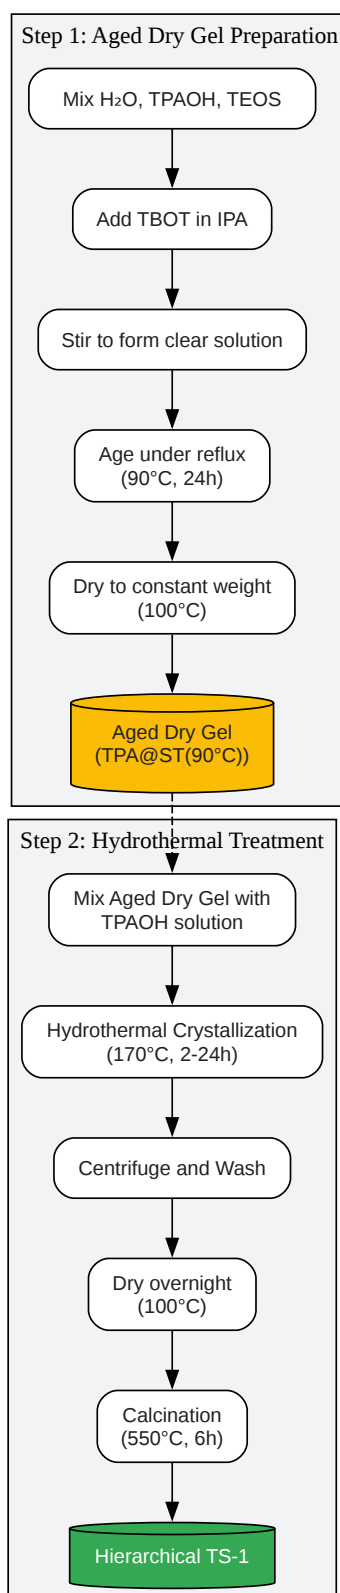 Step 1: Aged Dry Gel Preparation
Mix H₂O, TPAOH, TEOS
Add TBOT in IPA
Stir to form clear solution
Age under reflux
(90°C, 24h)
Dry to constant weight
(100°C)
Aged Dry Gel
(TPA@ST(90°C))
Step 2: Hydrothermal Treatment
Mix Aged Dry Gel with
TPAOH solution
Hydrothermal Crystallization
(170°C, 2-24h)
Centrifuge and Wash
Dry overnight
(100°C)
Calcination
(550°C, 6h)
Hierarchical TS-1